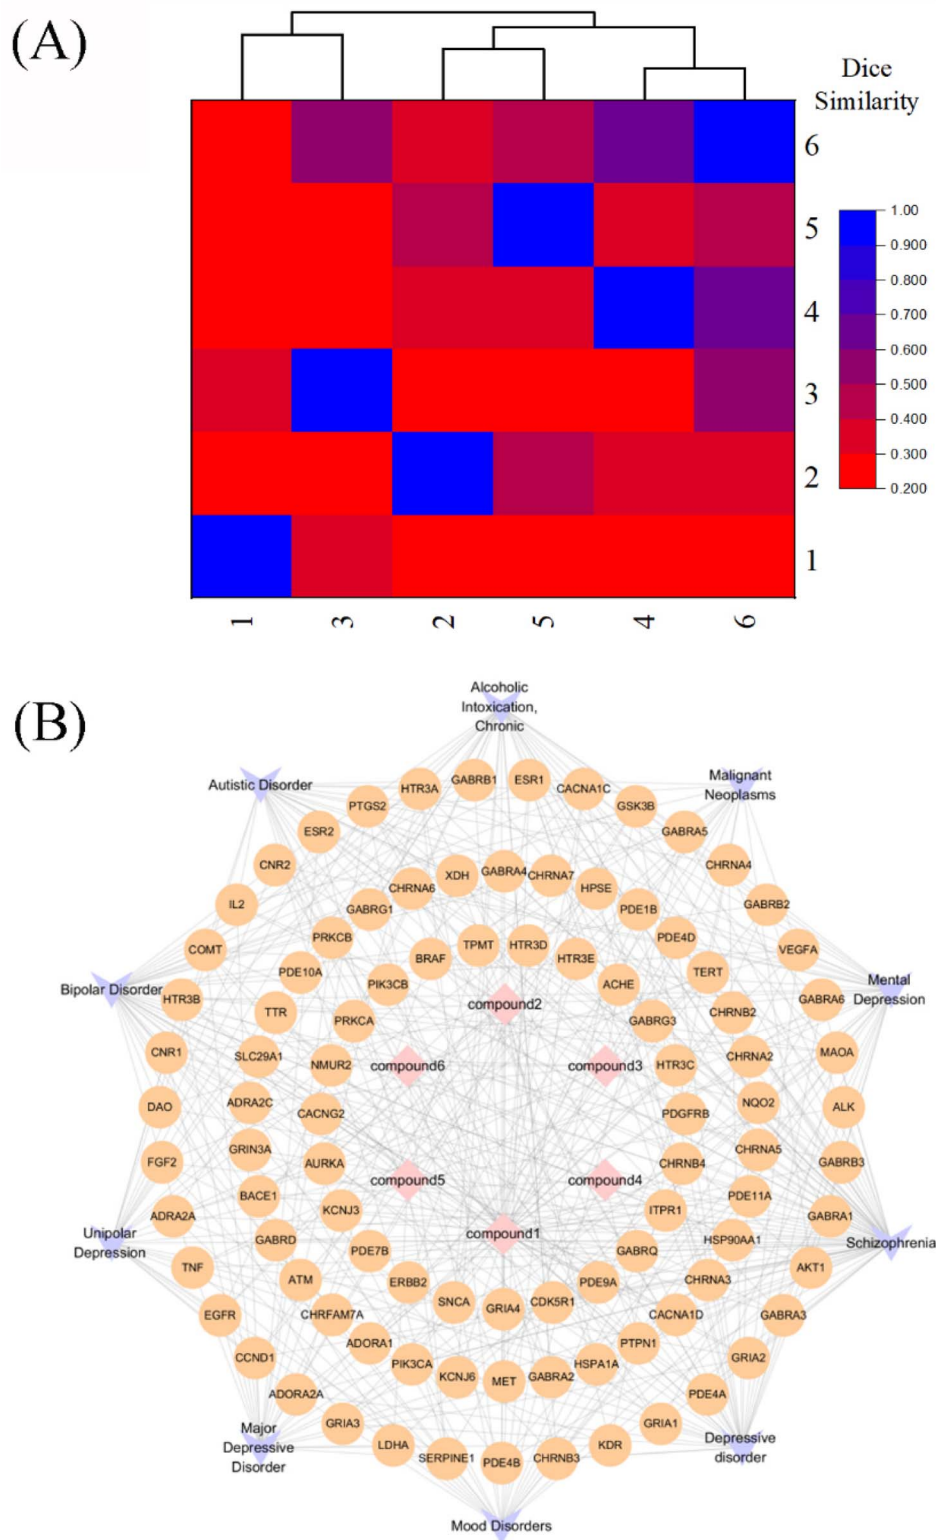 (A)
Dice
Similarity
6
5
4
3
2
1
1.00
0.900
0.800
0.700
0.600
0.500
0.400
0.300
0.200
1 3 2 5 4 6
(B)
Alcoholic
Intoxication,
Chronic
Autistic Disorder
Malignant
Neoplasms
Bipolar Disorder
Mental
Depression
Unipolar
Depression
Schizophrenia
Major
Depressive
Disorder
Depressive
disorder
Mood Disorders
GABRB1
ESR1
CACNA1C
GSK3B
GABRA5
CHRNA4
GABRB2
VEGFA
GABRA6
MAOA
ALK
GABRB3
GABRA1
AKT1
GABRA3
GRIA2
PDE4A
GRIA1
KDR
CHRNB3
PDE4B
SERPINE1
LDHA
GRIA3
ADORA2A
CCND1
EGFR
TNF
ADRA2A
FGF2
DAO
CNR1
HTR3B
COMT
IL2
CNR2
ESR2
PTGS2
HTR3A
GABRA4
CHRNA7
HPSE
PDE1B
PDE4D
TERT
CHRNB2
CHRNA2
NQO2
CHRNA5
PDE11A
HSP90AA1
CHRNA3
CACNA1D
PTPN1
HSPA1A
GABRA2
MET
KCNJ6
PIK3CA
ADORA1
CHRFAM7A
ATM
GABRD
BACE1
GRIN3A
ADRA2C
SLC29A1
TTR
PDE10A
PRKCB
GABRG1
CHRNA6
XDH
TPMT
HTR3D
HTR3E
ACHE
GABRG3
HTR3C
PDGFRB
CHRNB4
ITPR1
GABRQ
PDE9A
CDK5R1
GRIA4
SNCA
ERBB2
PDE7B
KCNJ3
AURKA
CACNG2
NMUR2
PRKCA
PIK3CB
BRAF
compound2
compound6
compound3
compound5
compound4
compound1